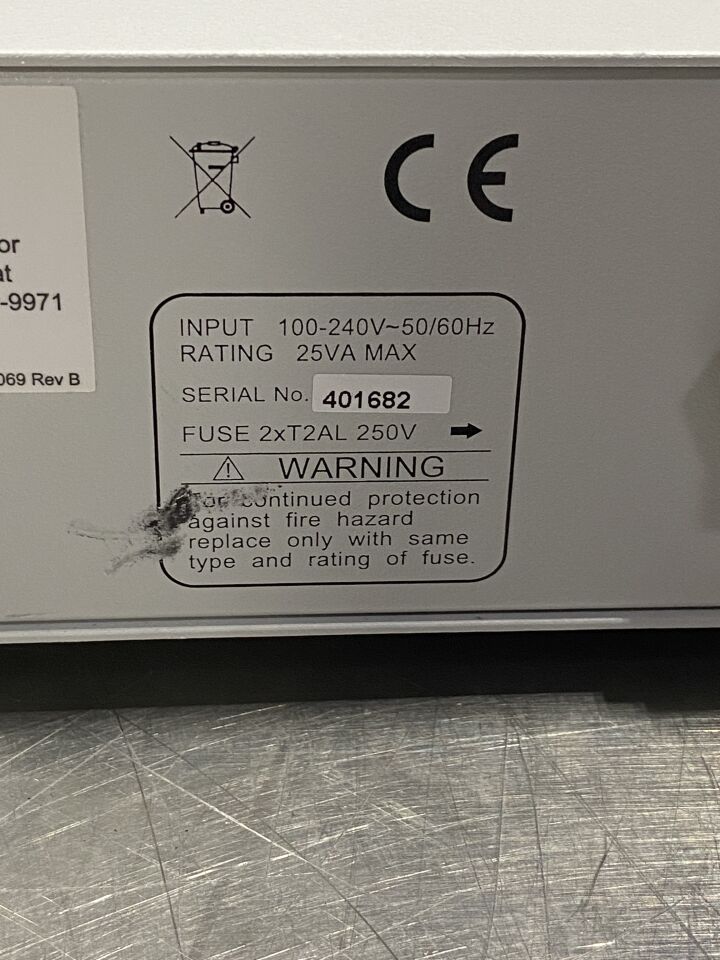 or
at
-9971
069 Rev B
CE
INPUT 100-240V~50/60Hz
RATING 25VA MAX
SERIAL No. 401682
FUSE 2xT2AL 250V
WARNING
For continued protection
against fire hazard
replace only with same
type and rating of fuse.